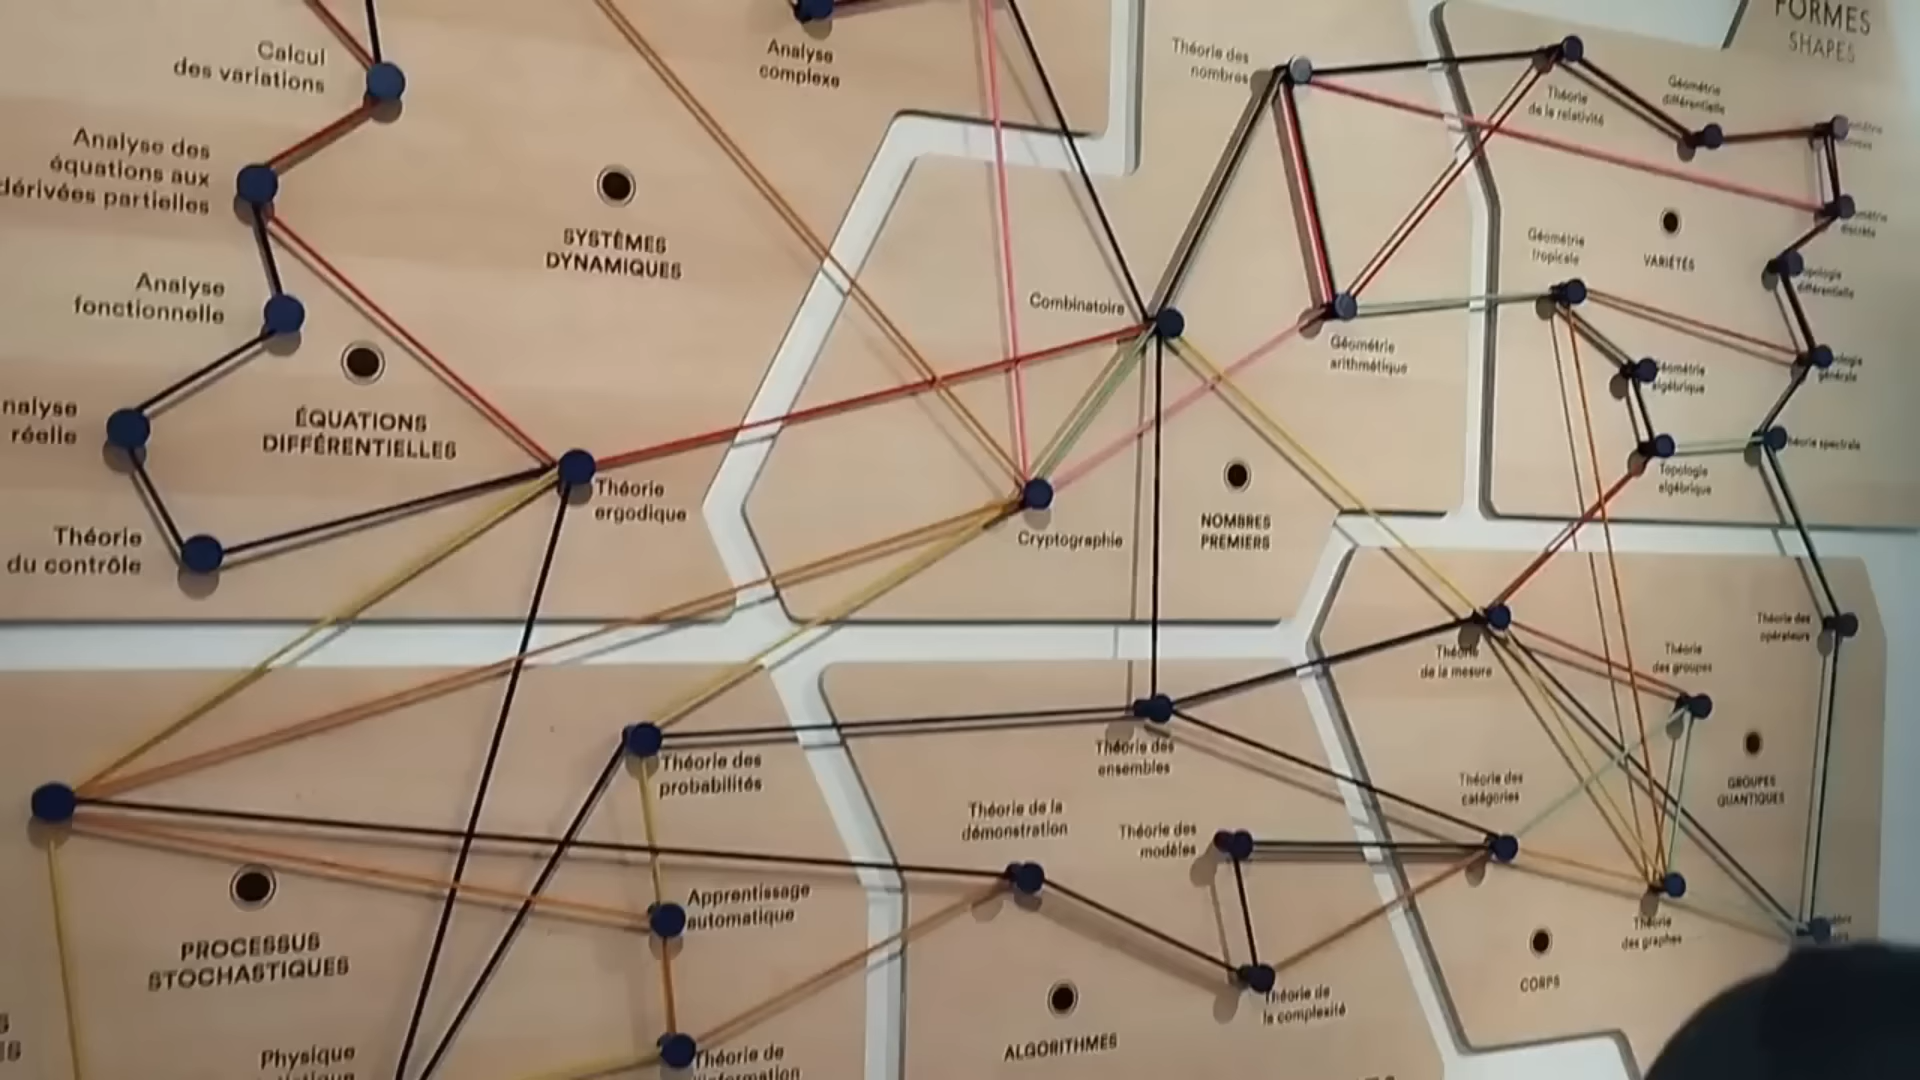 Calcul
des variations
Analyse
complexe
Théorie des
nombres
FORMES
SHAPES
Théorie
de la relativité
Géométrie
différentielle
Analyse des
équations aux
dérivées partielles
SYSTÈMES
DYNAMIQUES
Géométrie
tropicale
VARIÉTÉS
discrète
différentielle
Analyse
fonctionnelle
Combinatoire
Géométrie
arithmétique
Géométrie
algébrique
générale
réelle
ÉQUATIONS
DIFFÉRENTIELLES
Théorie spectrale
Topologie
algébrique
Théorie
ergodique
Théorie
du contrôle
Cryptographie
NOMBRES
PREMIERS
Théorie des
opérateurs
Théorie
de la mesure
Théorie
des groupes
Théorie des
probabilités
Théorie des
ensembles
Théorie des
catégories
GROUPES
QUANTIQUES
Théorie de la
démonstration
Théorie des
modèles
Apprentissage
automatique
Théorie
des graphes
PROCESSUS
STOCHASTIQUES
CORPS
Théorie de
la complexité
ALGORITHMES
Physique
Théorie de